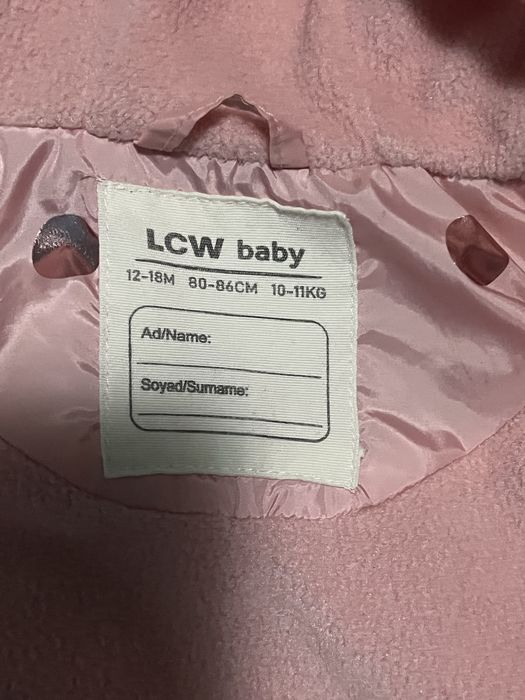 LCW baby
12-18M 80-86CM 10-11KG
Ad/Name:
Soyad/Surname: